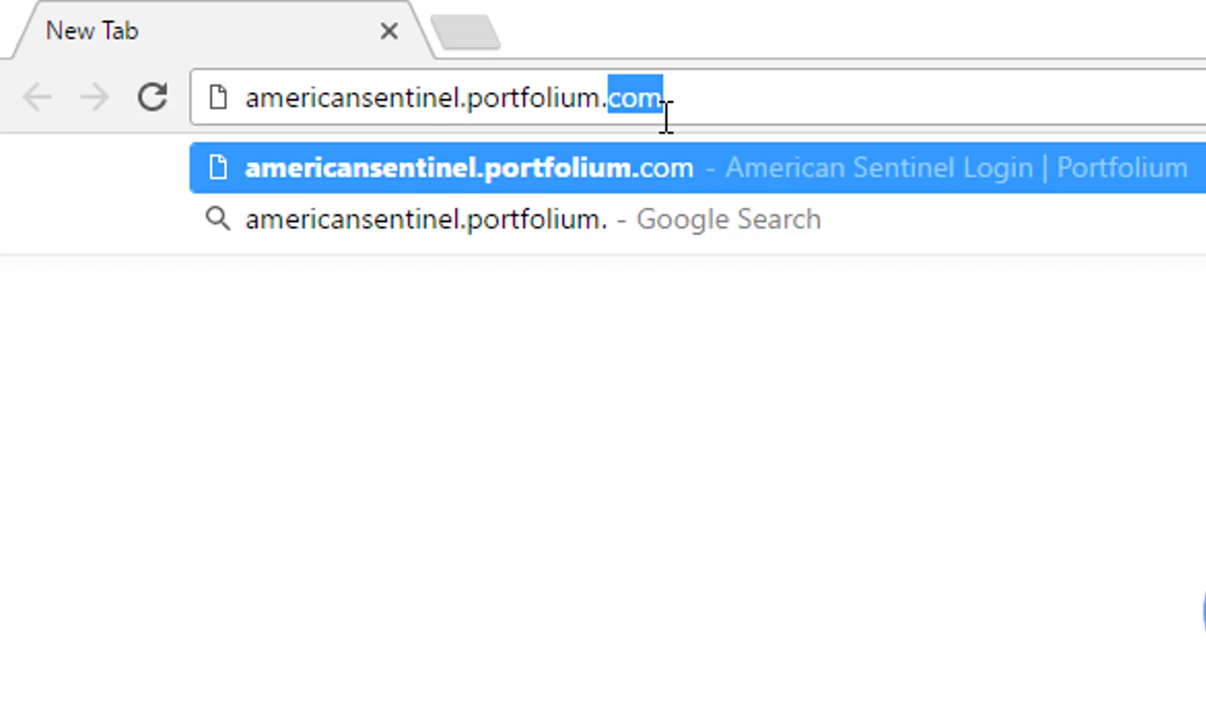 New Tab
americansentinel.portfolium.com
americansentinel.portfolium.com - American Sentinel Login | Portfolium
americansentinel.portfolium. - Google Search